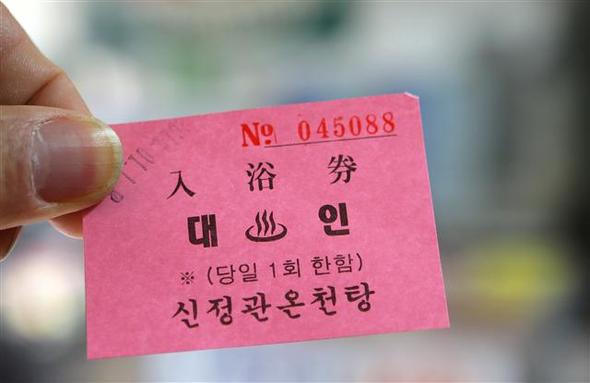 No 045088
入浴券
대 ♨ 인
※ (당일 1회 한함)
신정관온천탕